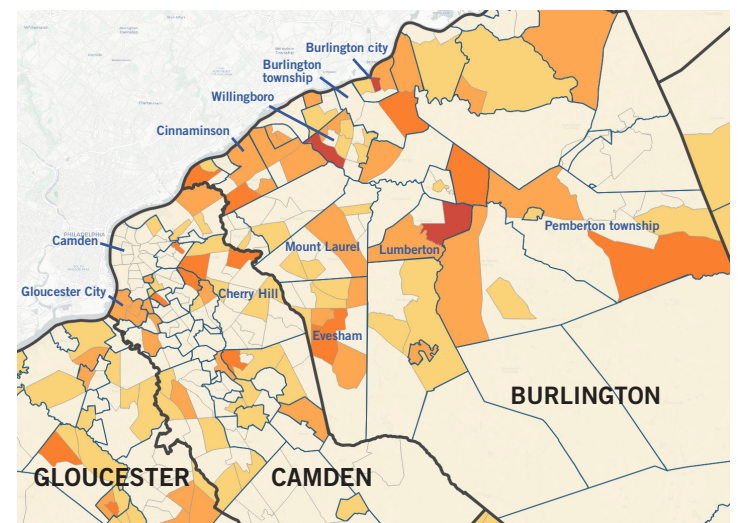 Burlington city
Burlington
township
Willingboro
Cinnaminson
PHILADELPHIA
Camden
Mount Laurel
Lumberton
Pemberton township
Gloucester City
Cherry Hill
Evesham
BURLINGTON
GLOUCESTER
CAMDEN